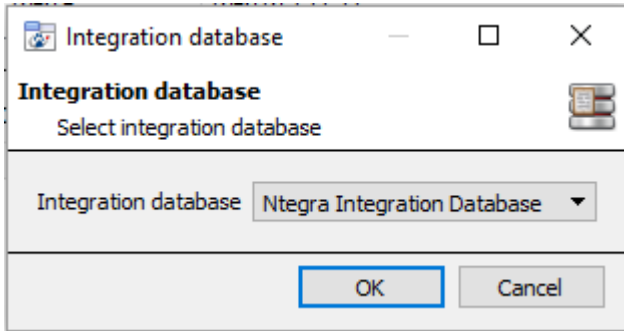 Integration database
Integration database
Select integration database
Integration database Ntegra Integration Database
OK Cancel